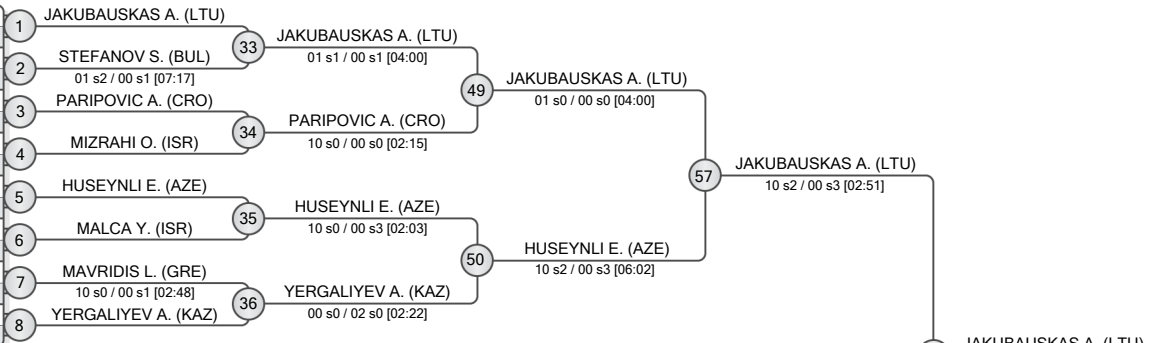 1
JAKUBAUSKAS A. (LTU)
2
STEFANOV S. (BUL)
01 s2 / 00 s1 [07:17]
3
PARIPOVIC A. (CRO)
4
MIZRAHI O. (ISR)
5
HUSEYNLI E. (AZE)
6
MALCA Y. (ISR)
7
MAVRIDIS L. (GRE)
10 s0 / 00 s1 [02:48]
8
YERGALIYEV A. (KAZ)
33
JAKUBAUSKAS A. (LTU)
01 s1 / 00 s1 [04:00]
34
PARIPOVIC A. (CRO)
10 s0 / 00 s0 [02:15]
35
HUSEYNLI E. (AZE)
10 s0 / 00 s3 [02:03]
36
YERGALIYEV A. (KAZ)
00 s0 / 02 s0 [02:22]
49
JAKUBAUSKAS A. (LTU)
01 s0 / 00 s0 [04:00]
50
HUSEYNLI E. (AZE)
10 s2 / 00 s3 [06:02]
57
JAKUBAUSKAS A. (LTU)
10 s2 / 00 s3 [02:51]
JAKUBAUSKAS A. (LTU)